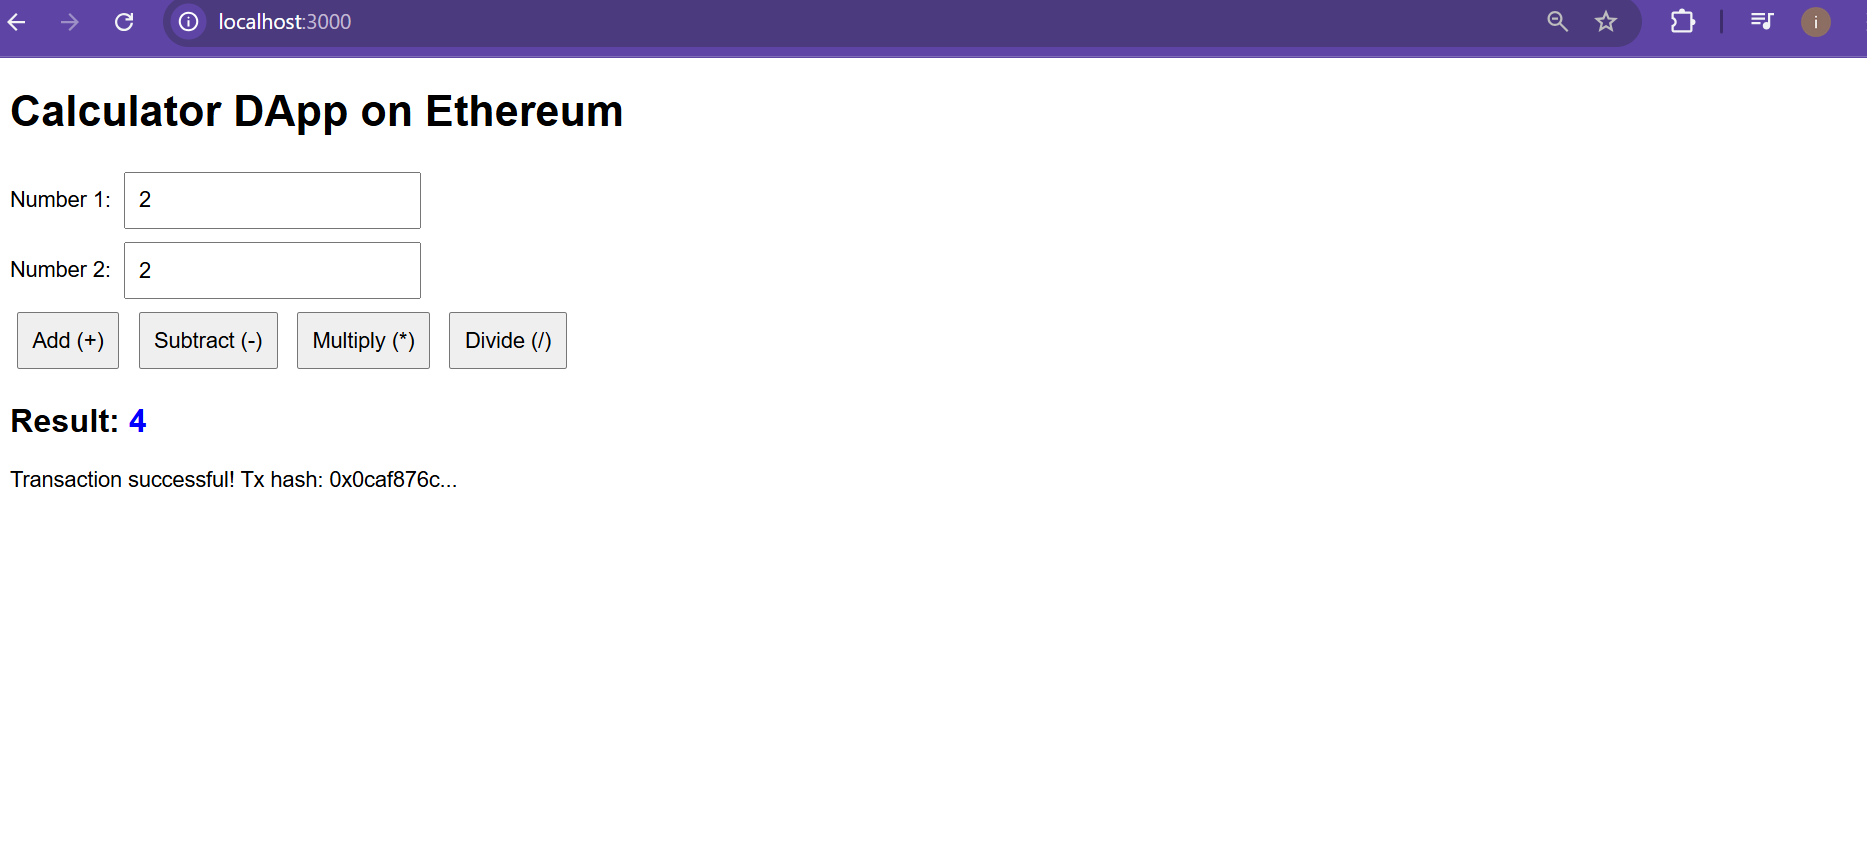 localhost:3000
i
Calculator DApp on Ethereum
Number 1: 2
Number 2: 2
Add (+) Subtract (-) Multiply (*) Divide (/)
Result: 4
Transaction successful! Tx hash: 0x0caf876c...